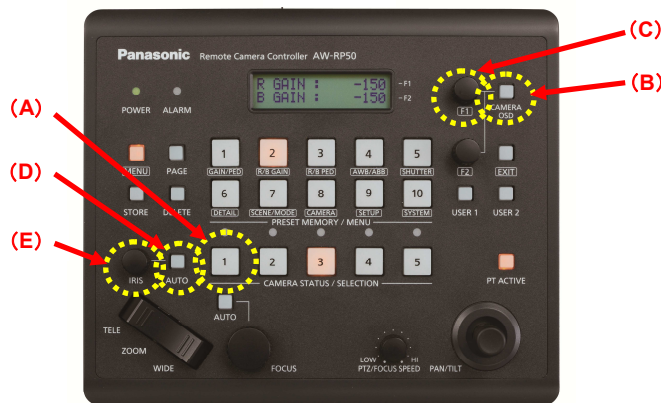 (C)
Panasonic Remote Camera Controller AW-RP50
(B)
R GAIN : -150 -F1
B GAIN : -150 -F2
F1
CAMERA OSD
POWER ALARM
(A)
1 2 3 4 5
MENU PAGE GAIN/PED R/B GAIN R/B PED AWB/ABB SHUTTER F2 EXIT
(D)
6 7 8 9 10
STORE DELETE DETAIL SCENE/MODE CAMERA SETUP SYSTEM USER 1 USER 2
PRESET MEMORY / MENU
(E)
1 2 3 4 5
IRIS AUTO PT ACTIVE
CAMERA STATUS / SELECTION
AUTO
TELE
ZOOM
WIDE
FOCUS
LOW HI
PTZ/FOCUS SPEED
PAN/TILT